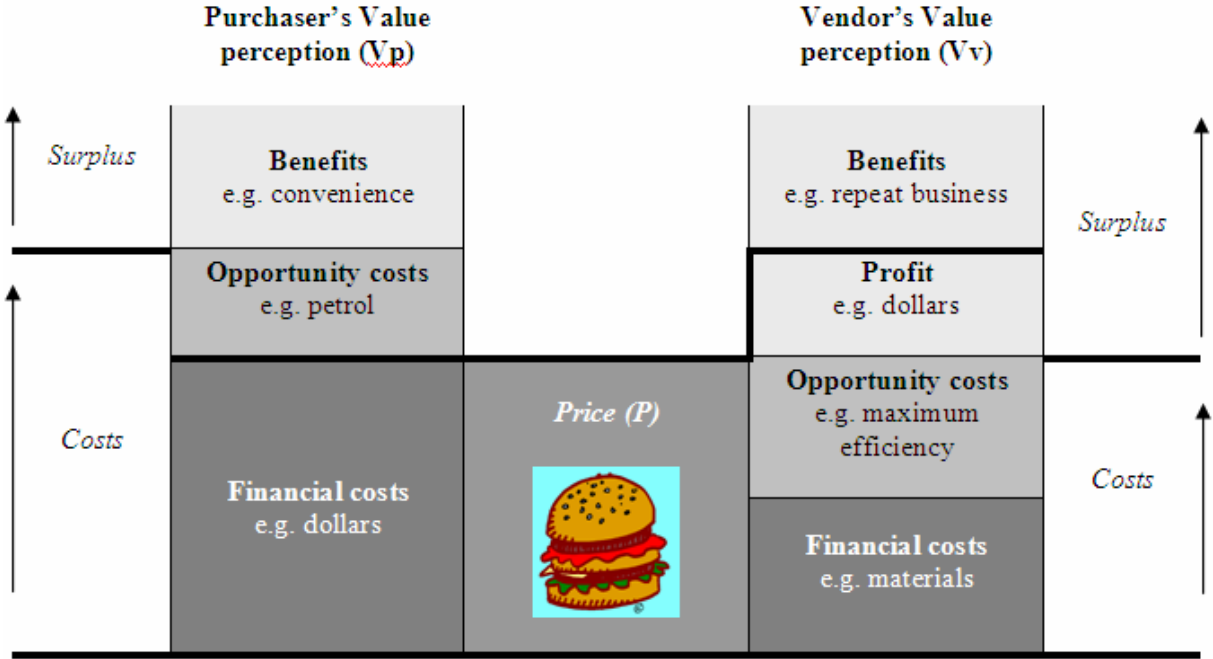 Purchaser's Value
perception (Vp)
Vendor's Value
perception (Vv)
Surplus
Benefits
e.g. convenience
Benefits
e.g. repeat business
Surplus
Opportunity costs
e.g. petrol
Profit
e.g. dollars
Costs
Financial costs
e.g. dollars
Price (P)
©
Opportunity costs
e.g. maximum
efficiency
Financial costs
e.g. materials
Costs